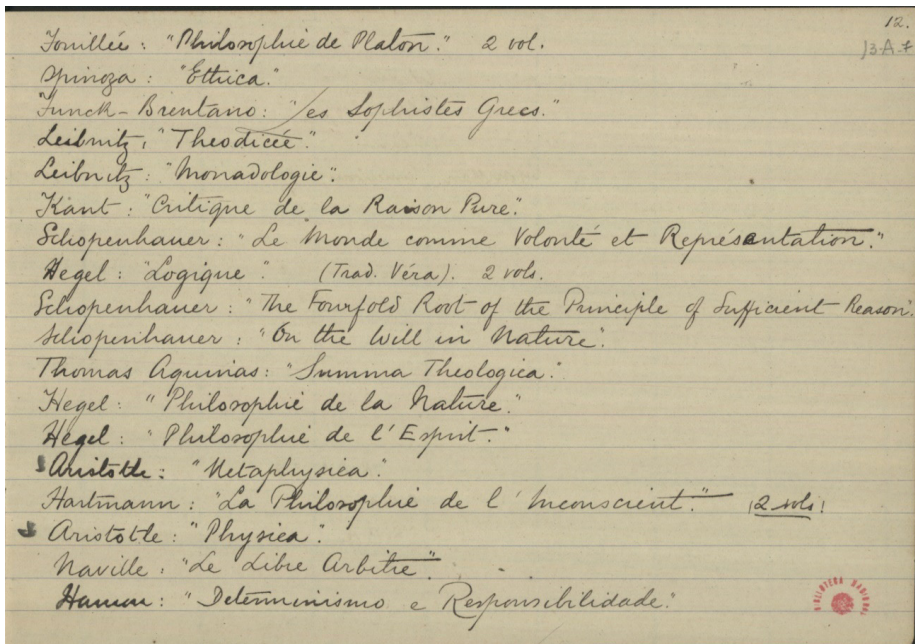 12.
13-A-7
Fouillée: "Philosophie de Platon." 2 vol.
Spinoza: "Ethica."
Funck-Brentano: "Les Sophistes Grecs."
Leibnitz, "Theodicée".
Leibnitz: "Monadologie".
Kant: "Critique de la Raison Pure".
Schopenhauer: "Le Monde comme Volonté et Représentation."
Hegel: "Logique". (Trad. Véra). 2 vols.
Schopenhauer: "The Fourfold Root of the Principle of Sufficient Reason".
Schopenhauer: "On the Will in Nature".
Thomas Aquinas: "Summa Theologica."
Hegel: "Philosophie de la Nature."
Hegel: "Philosophie de l'Esprit."
Aristotle: "Metaphysica".
Hartmann: "La Philosophie de l'Inconscient." (2 vols)
Aristotle: "Physica".
Naville: "Le Libre Arbitre".
Hamon: "Determinismo e Responsibilidade."
BIBLIOTECA NACIONAL